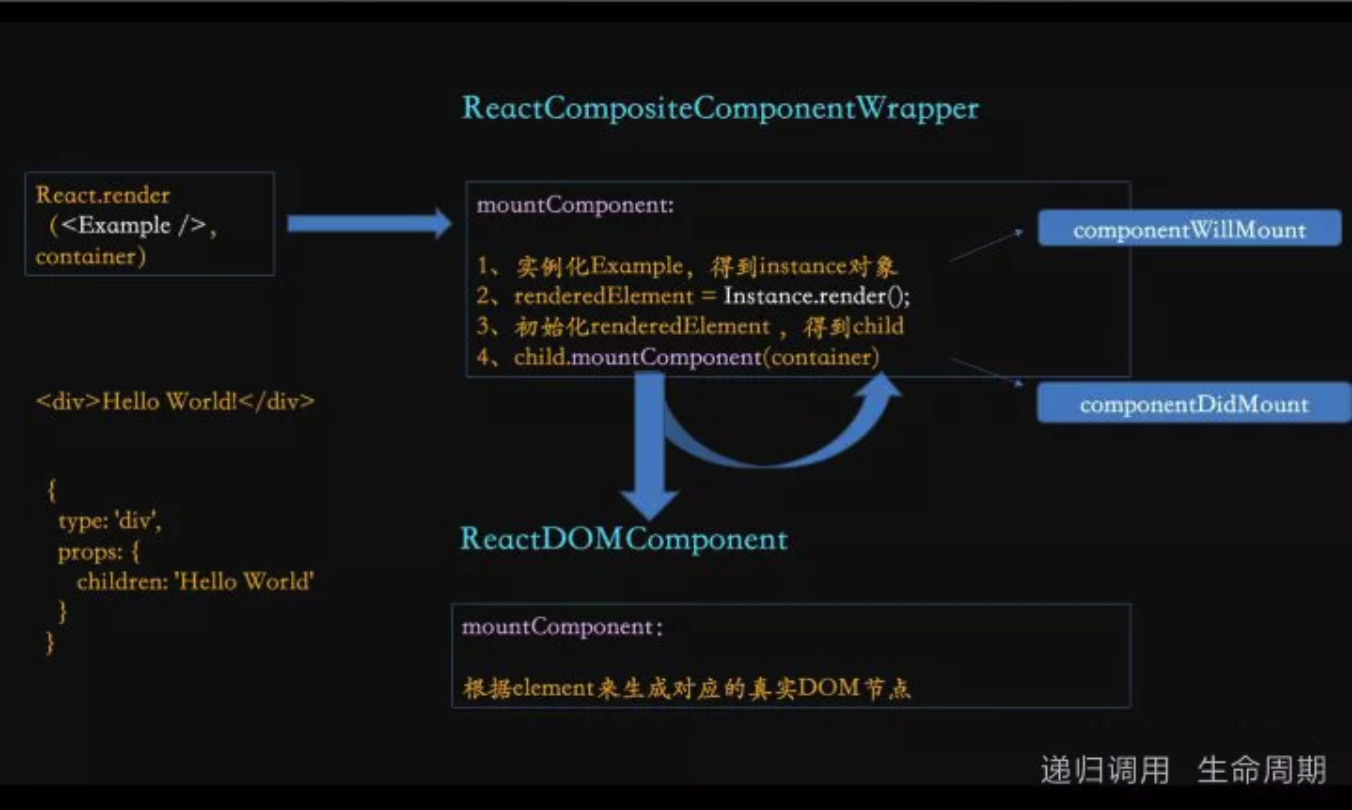 ReactCompositeComponentWrapper
React.render
(<Example />,
container)
mountComponent:
1、实例化Example，得到instance对象
2、renderedElement = Instance.render();
3、初始化renderedElement ，得到child
4、child.mountComponent(container)
componentWillMount
componentDidMount
<div>Hello World!</div>
{
type: 'div',
props: {
children: 'Hello World'
}
}
ReactDOMComponent
mountComponent：
根据element来生成对应的真实DOM节点
递归调用 生命周期